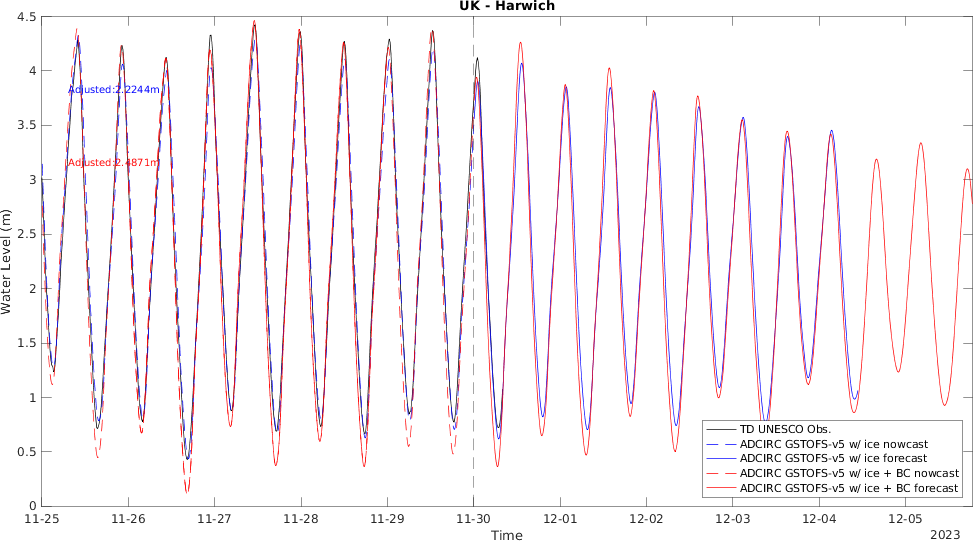 UK - Harwich
4.5
4
3.5
3
2.5
2
1.5
1
0.5
0
Water Level (m)
Adjusted:2.2244m
Adjusted:2.4871m
TD UNESCO Obs.
ADCIRC GSTOFS-v5 w/ ice nowcast
ADCIRC GSTOFS-v5 w/ ice forecast
ADCIRC GSTOFS-v5 w/ ice + BC nowcast
ADCIRC GSTOFS-v5 w/ ice + BC forecast
11-25 11-26 11-27 11-28 11-29 11-30 12-01 12-02 12-03 12-04 12-05
Time
2023